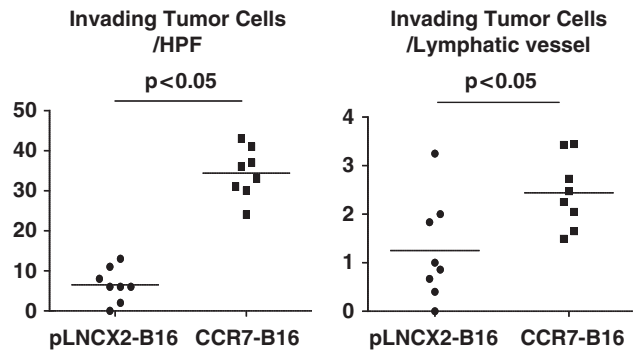 Invading Tumor Cells
/HPF
p<0.05
50
40
30
20
10
0
pLNCX2-B16 CCR7-B16
Invading Tumor Cells
/Lymphatic vessel
p<0.05
4
3
2
1
0
pLNCX2-B16 CCR7-B16